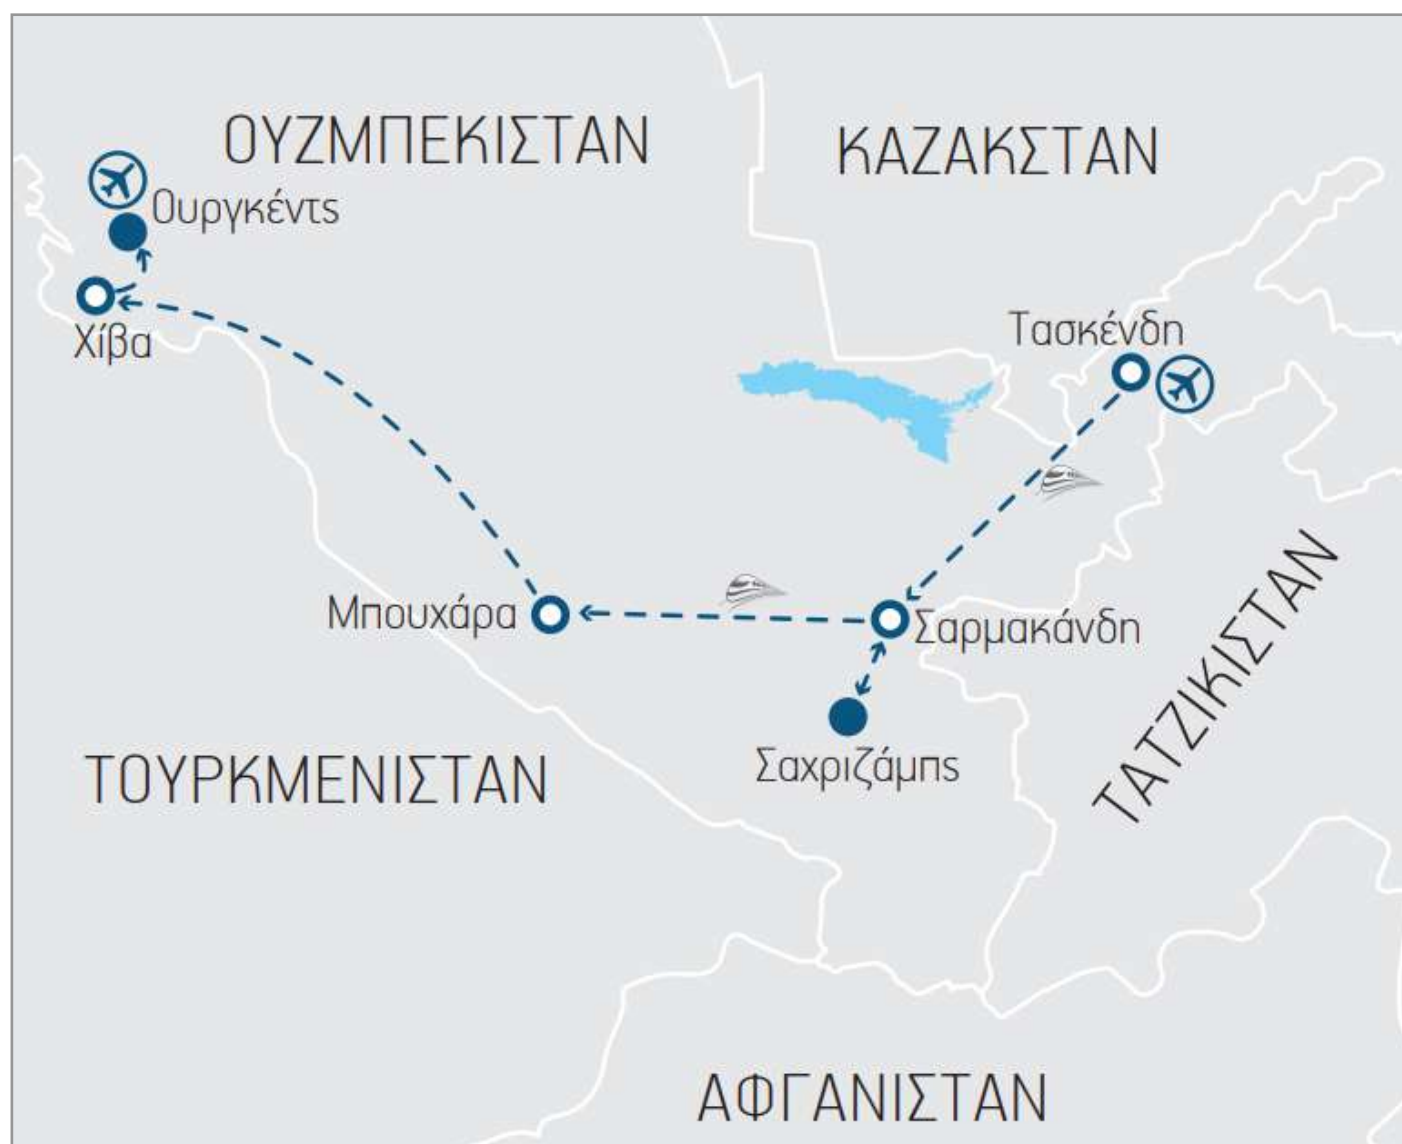 ΟΥΖΜΠΕΚΙΣΤΑΝ
ΚΑΖΑΚΣΤΑΝ
Ουργκέντς
Χίβα
Τασκένδη
Μπουχάρα
Σαρμακάνδη
ΤΑΤΖΙΚΙΣΤΑΝ
Σαχριζάμπς
ΤΟΥΡΚΜΕΝΙΣΤΑΝ
ΑΦΓΑΝΙΣΤΑΝ